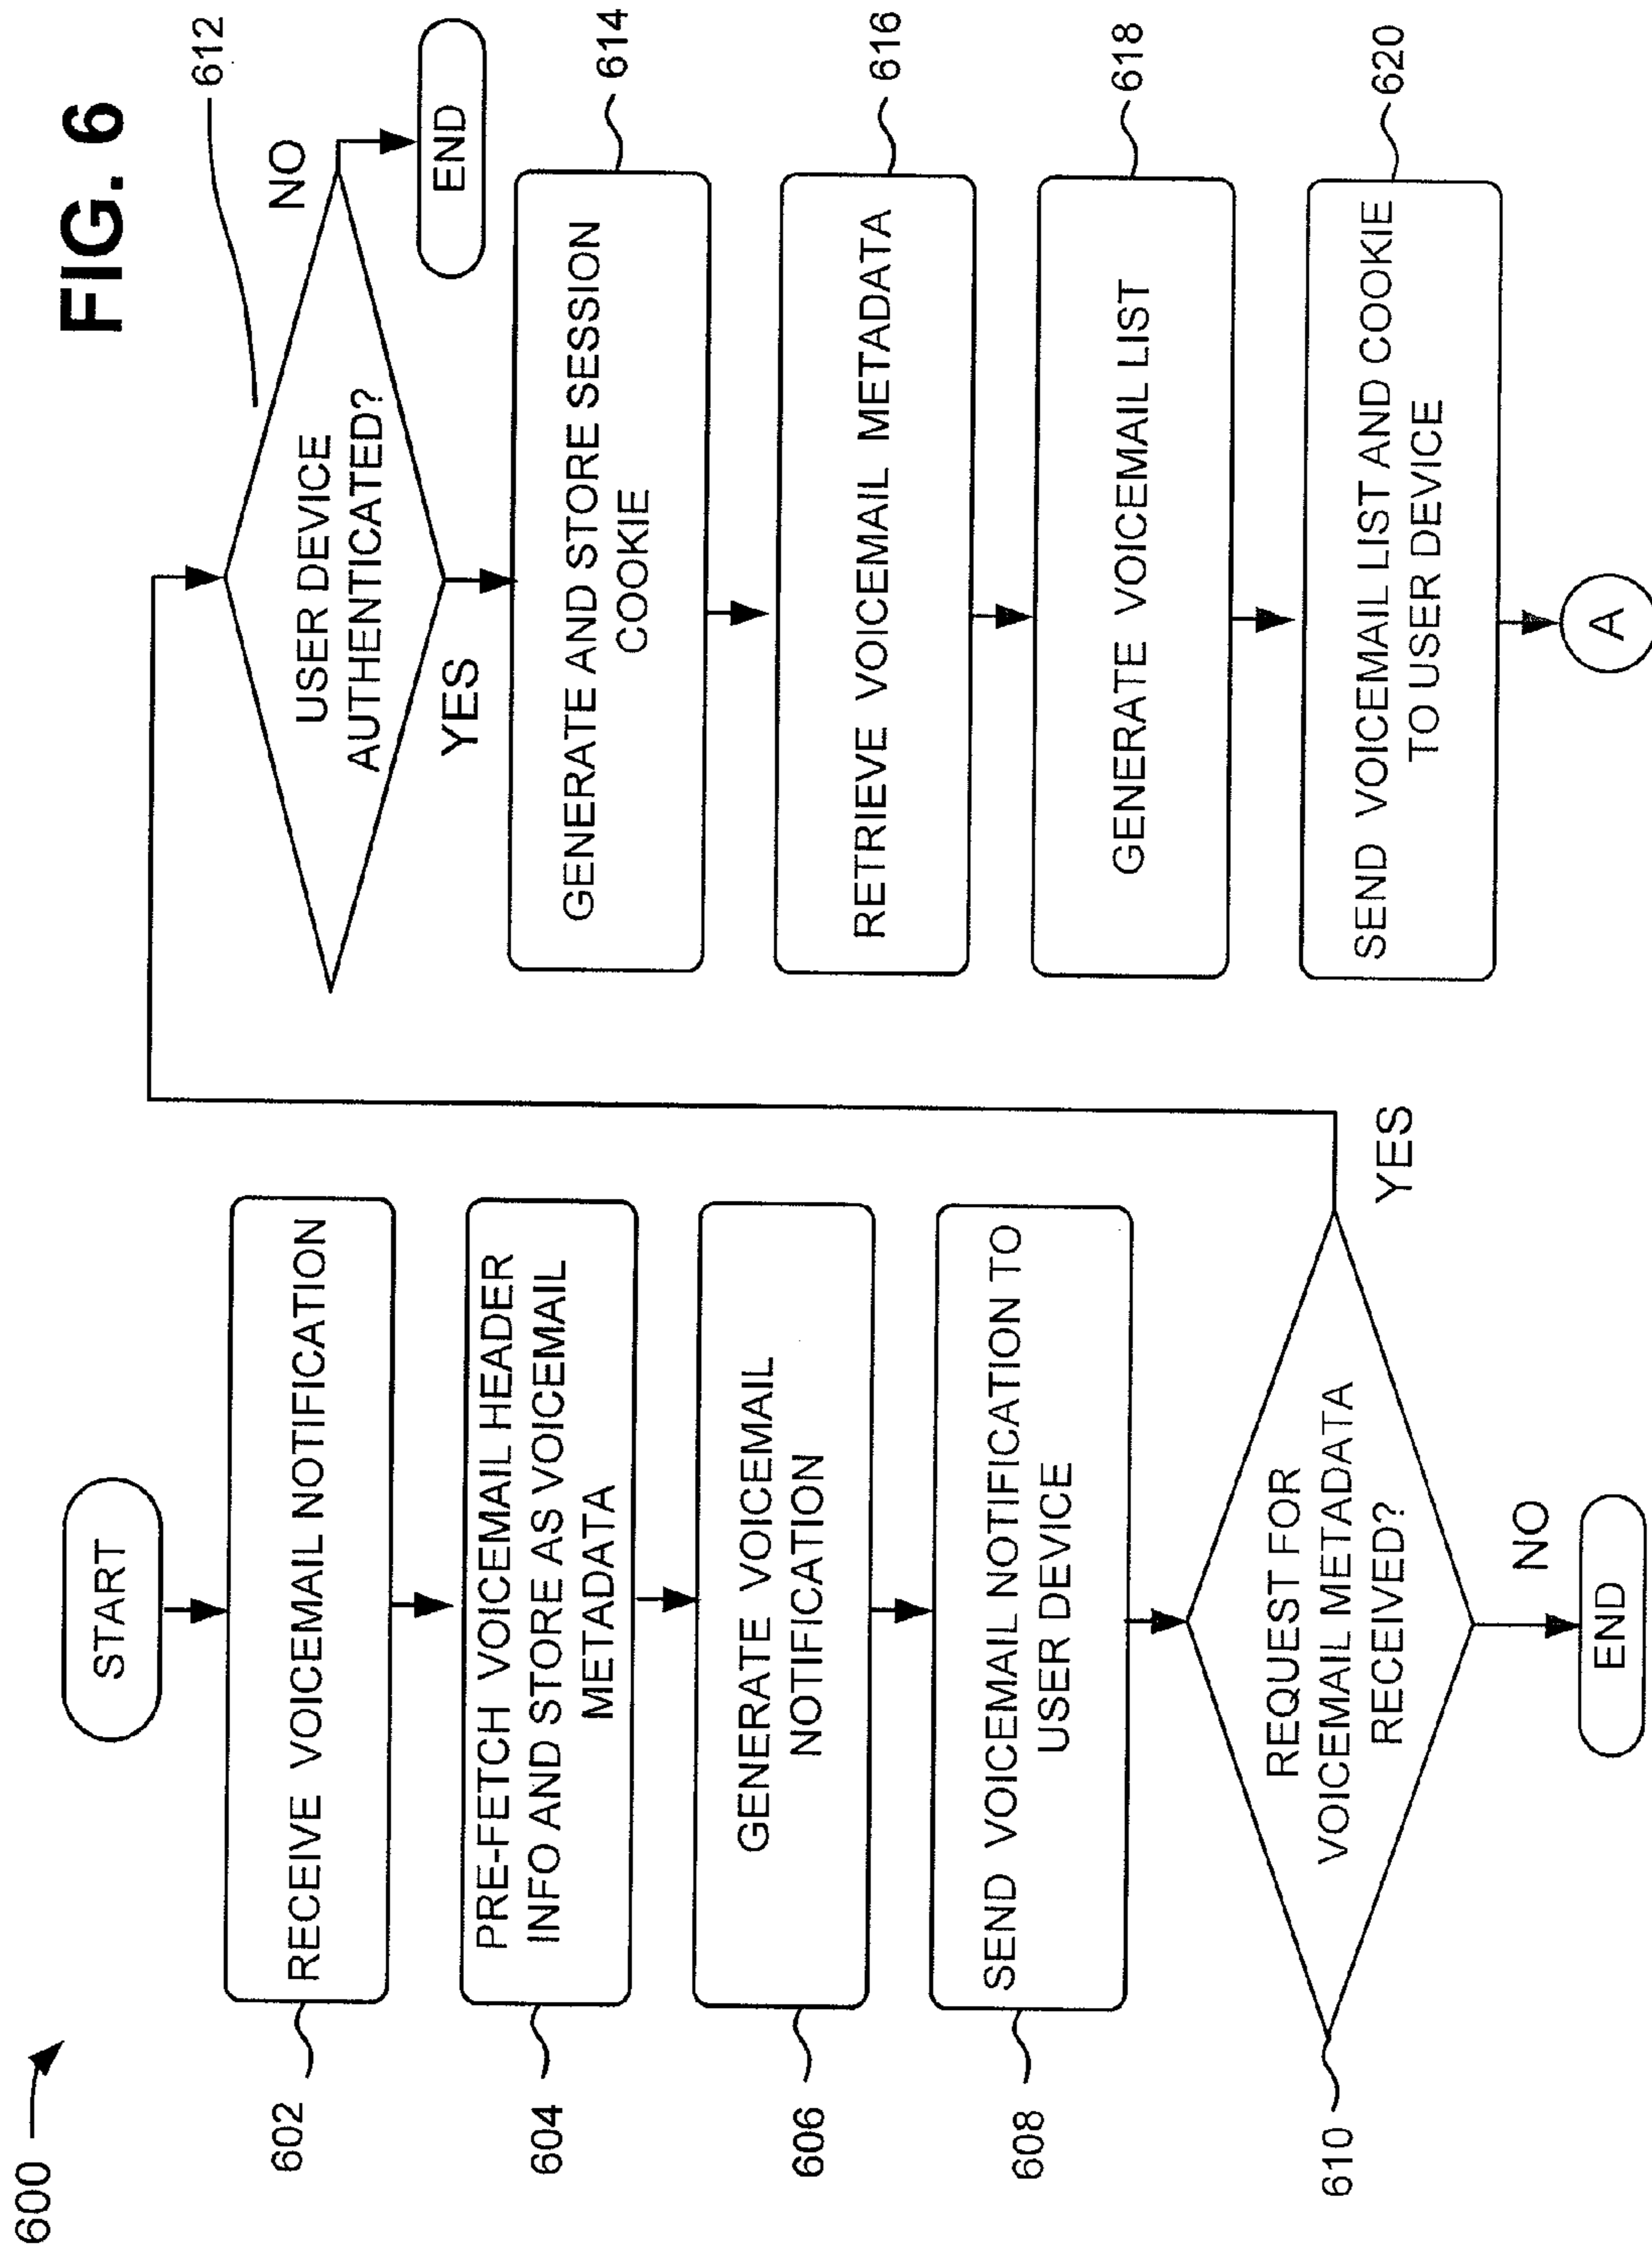 FIG. 6
600
START
602
RECEIVE VOICEMAIL NOTIFICATION
604
PRE-FETCH VOICEMAIL HEADER
INFO AND STORE AS VOICEMAIL
METADATA
606
GENERATE VOICEMAIL
NOTIFICATION
608
SEND VOICEMAIL NOTIFICATION TO
USER DEVICE
610
REQUEST FOR
VOICEMAIL METADATA
RECEIVED?
YES
NO
END
612
USER DEVICE
AUTHENTICATED?
NO
END
YES
614
GENERATE AND STORE SESSION
COOKIE
616
RETRIEVE VOICEMAIL METADATA
618
GENERATE VOICEMAIL LIST
620
SEND VOICEMAIL LIST AND COOKIE
TO USER DEVICE
A